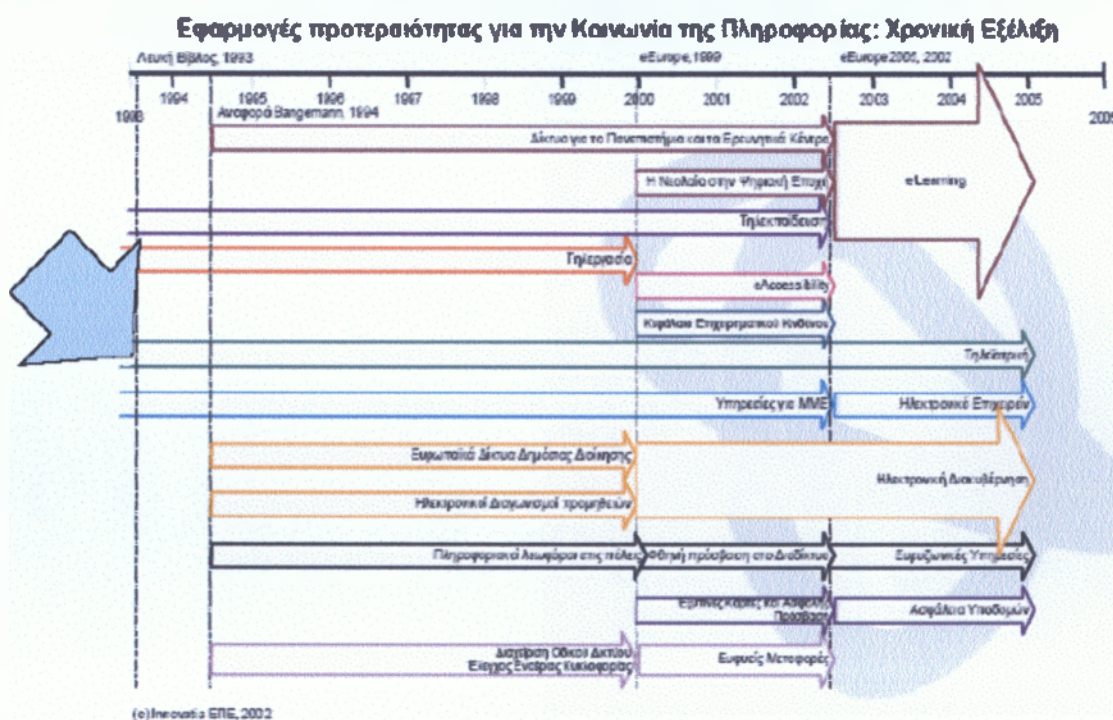 Εφαρμογές προτεραιότητας για την Κοινωνία της Πληροφορίας: Χρονική Εξέλιξη
Λευκή Βίβλος, 1993
eEurope, 1999
eEurope 2005, 2002
1994 1995 1996 1997 1998 1999 2000 2001 2002 2003 2004 2005
1993
2005
Αναφορά Bangemann, 1994
Δίκτυα για τα Πανεπιστήμια και τα Ερευνητικά Κέντρα
Η Νεολαία στην Ψηφιακή Εποχή
eLearning
Τηλεκπαίδευση
Τηλεργασία
eAccessibility
Κεφάλαιο Επιχειρηματικού Κινδύνου
Τηλεϊατρική
Υπηρεσίες για ΜΜΕ
Ηλεκτρονικό Επιχειρείν
Ευρωπαϊκά Δίκτυα Δημόσιας Διοίκησης
Ηλεκτρονική Διακυβέρνηση
Ηλεκτρονικοί Διαγωνισμοί προμηθειών
Πληροφοριακοί λεωφόροι στις πόλεις
Φθηνή πρόσβαση στο Διαδίκτυο
Ευρυζωνικές Υπηρεσίες
Έξυπνες Κάρτες και Ασφαλής
Πρόσβαση
Ασφάλεια Υποδομών
Διαχείριση Οδικού Δικτύου
Έλεγχος Εναέριας Κυκλοφορίας
Ευφυείς Μεταφορές
(c) Innovatia ΕΠΕ, 2002